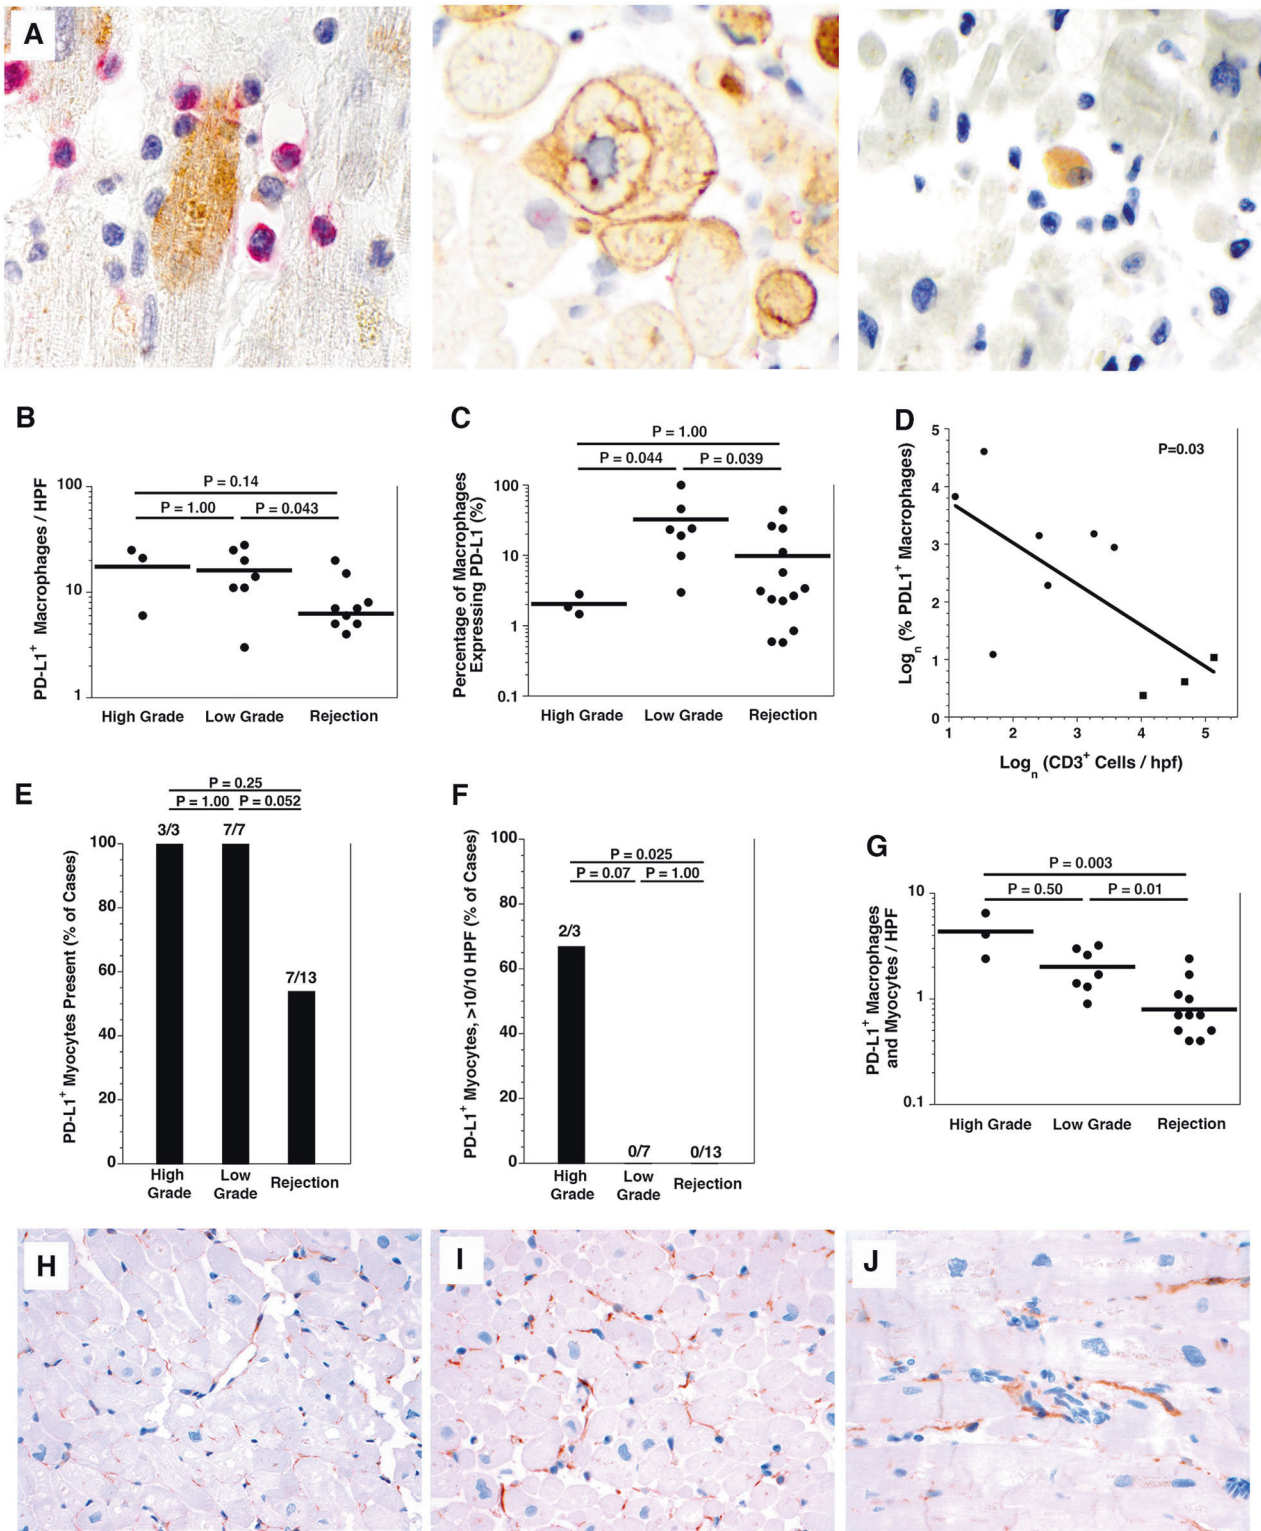 A
B
PD-L1+ Macrophages / HPF
100
10
1
P = 0.14
P = 1.00
P = 0.043
High Grade
Low Grade
Rejection
C
Percentage of Macrophages
Expressing PD-L1 (%)
100
10
1
0.1
P = 1.00
P = 0.044
P = 0.039
High Grade
Low Grade
Rejection
D
Logn (% PDL1+ Macrophages)
5
4
3
2
1
0
P=0.03
1
2
3
4
5
Logn (CD3+ Cells / hpf)
E
PD-L1+ Myocytes Present (% of Cases)
100
80
60
40
20
0
P = 0.25
P = 1.00
P = 0.052
3/3
7/7
7/13
High
Grade
Low
Grade
Rejection
F
PD-L1+ Myocytes, >10/10 HPF (% of Cases)
100
80
60
40
20
0
P = 0.025
P = 0.07
P = 1.00
2/3
0/7
0/13
High
Grade
Low
Grade
Rejection
G
PD-L1+ Macrophages
and Myocytes / HPF
10
1
0.1
P = 0.003
P = 0.50
P = 0.01
High Grade
Low Grade
Rejection
H
I
J